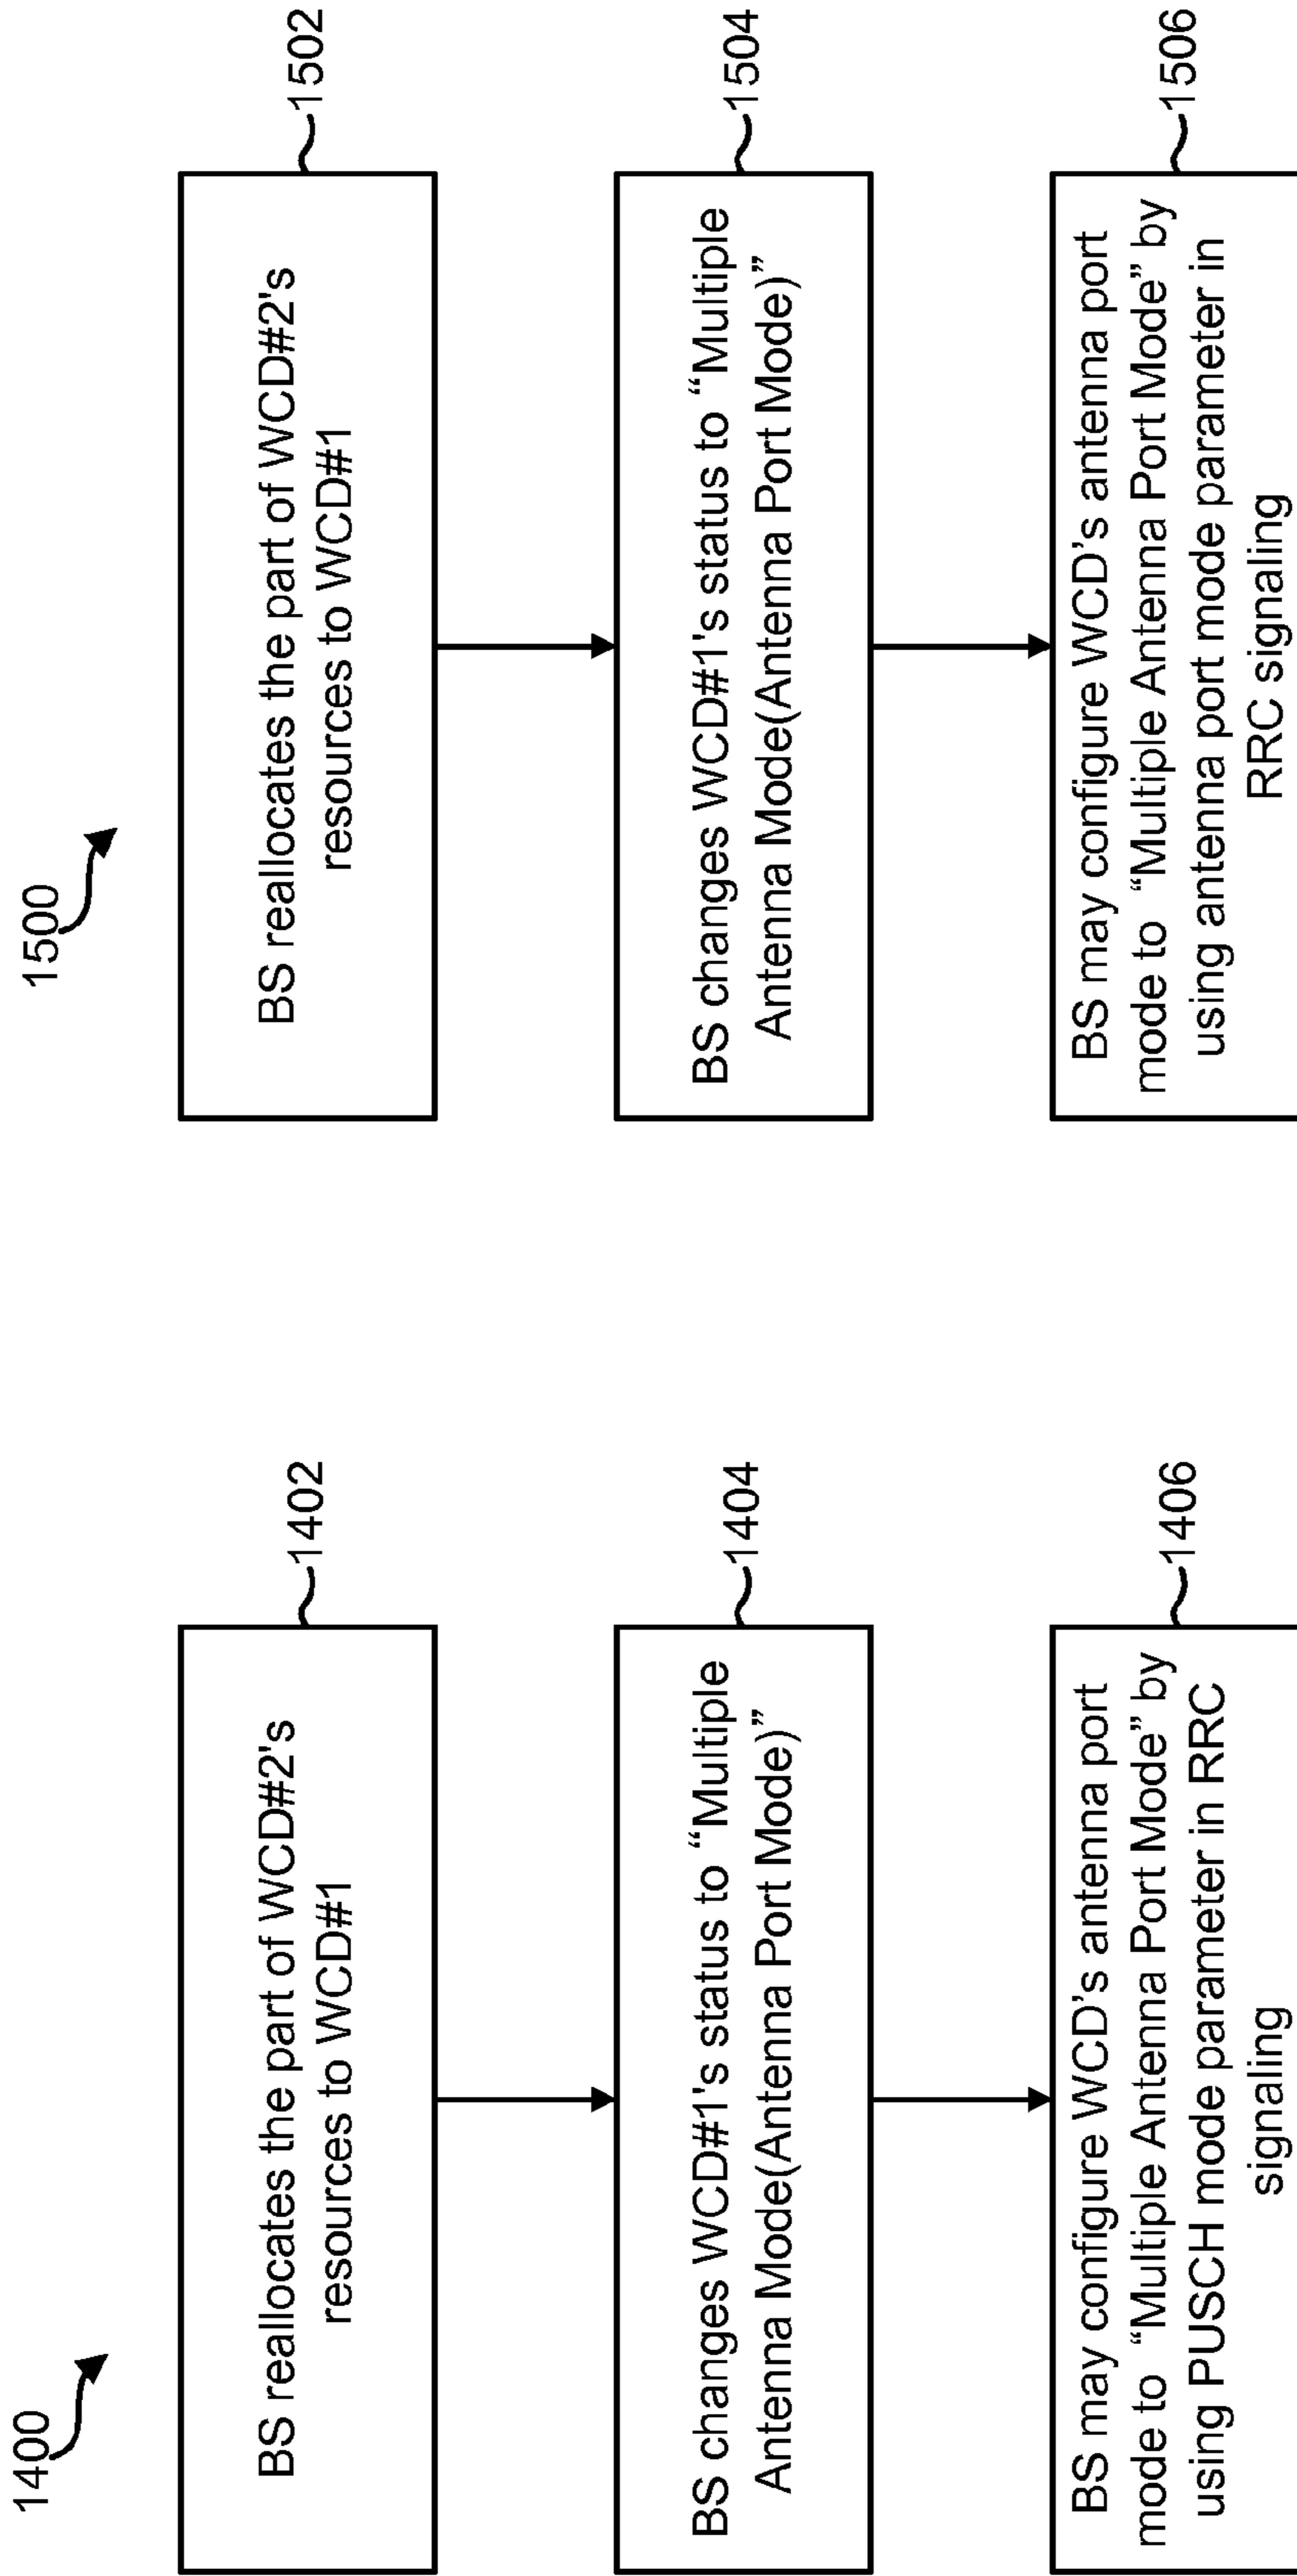 1400
BS reallocates the part of WCD#2's
resources to WCD#1
1402
BS changes WCD#1's status to “Multiple
Antenna Mode(Antenna Port Mode)”
1404
BS may configure WCD’s antenna port
mode to “Multiple Antenna Port Mode” by
using PUSCH mode parameter in RRC
signaling
1406
1500
BS reallocates the part of WCD#2's
resources to WCD#1
1502
BS changes WCD#1's status to “Multiple
Antenna Mode(Antenna Port Mode)”
1504
BS may configure WCD’s antenna port
mode to “Multiple Antenna Port Mode” by
using antenna port mode parameter in
RRC signaling
1506